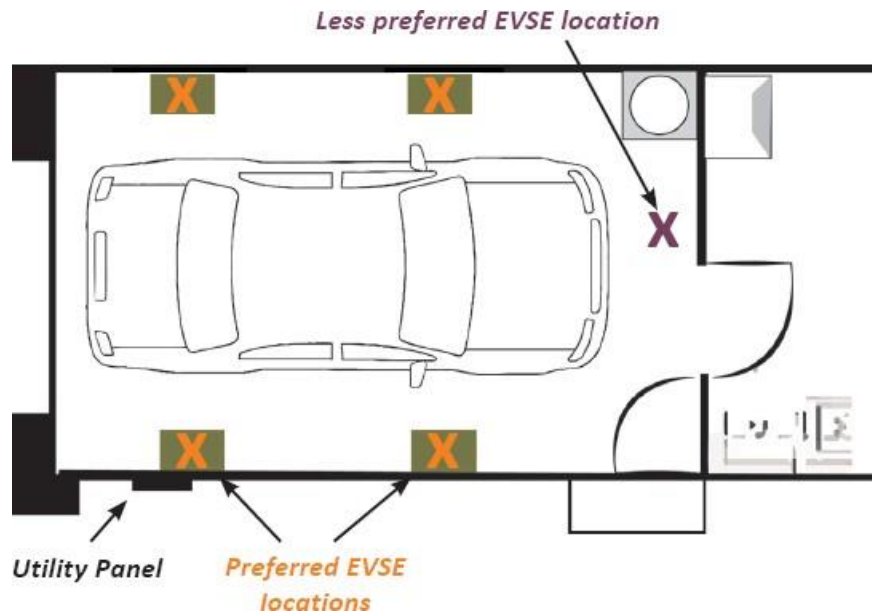 Less preferred EVSE location
X X
X
X X
Utility Panel
Preferred EVSE
locations